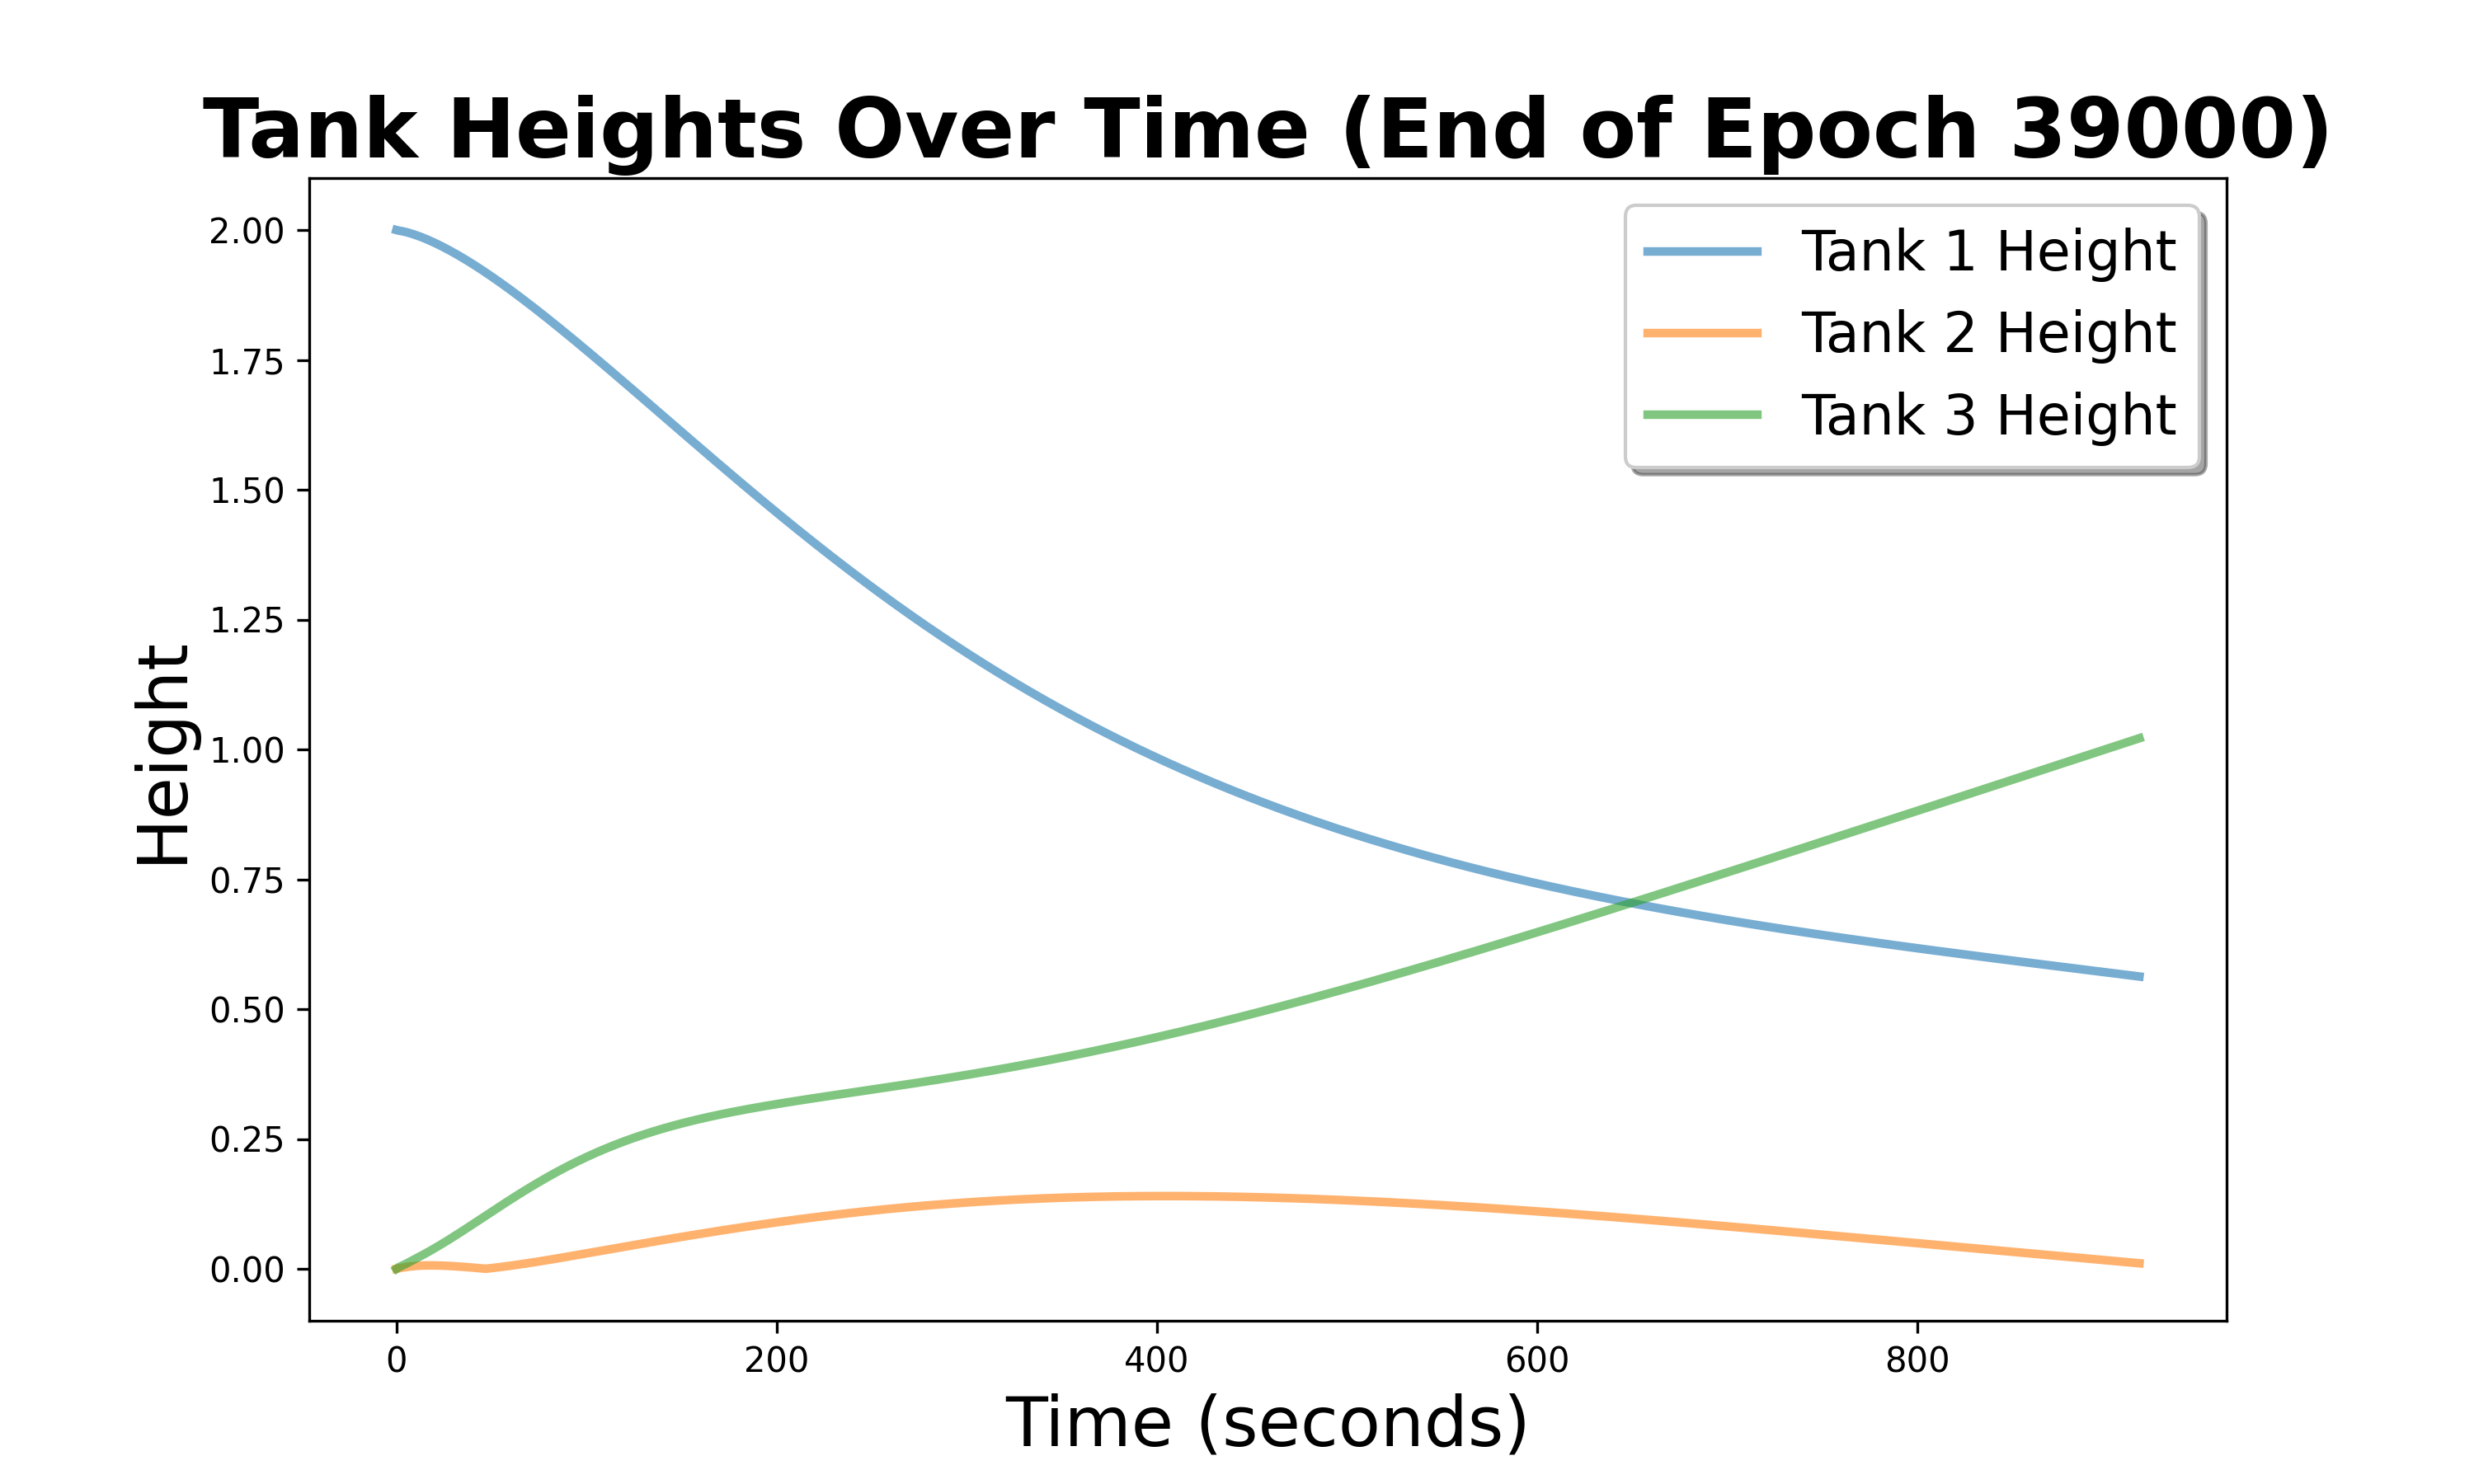 Tank Heights Over Time (End of Epoch 39000)
Tank 1 Height
Tank 2 Height
Tank 3 Height
Height
2.00
1.75
1.50
1.25
1.00
0.75
0.50
0.25
0.00
0 200 400 600 800
Time (seconds)